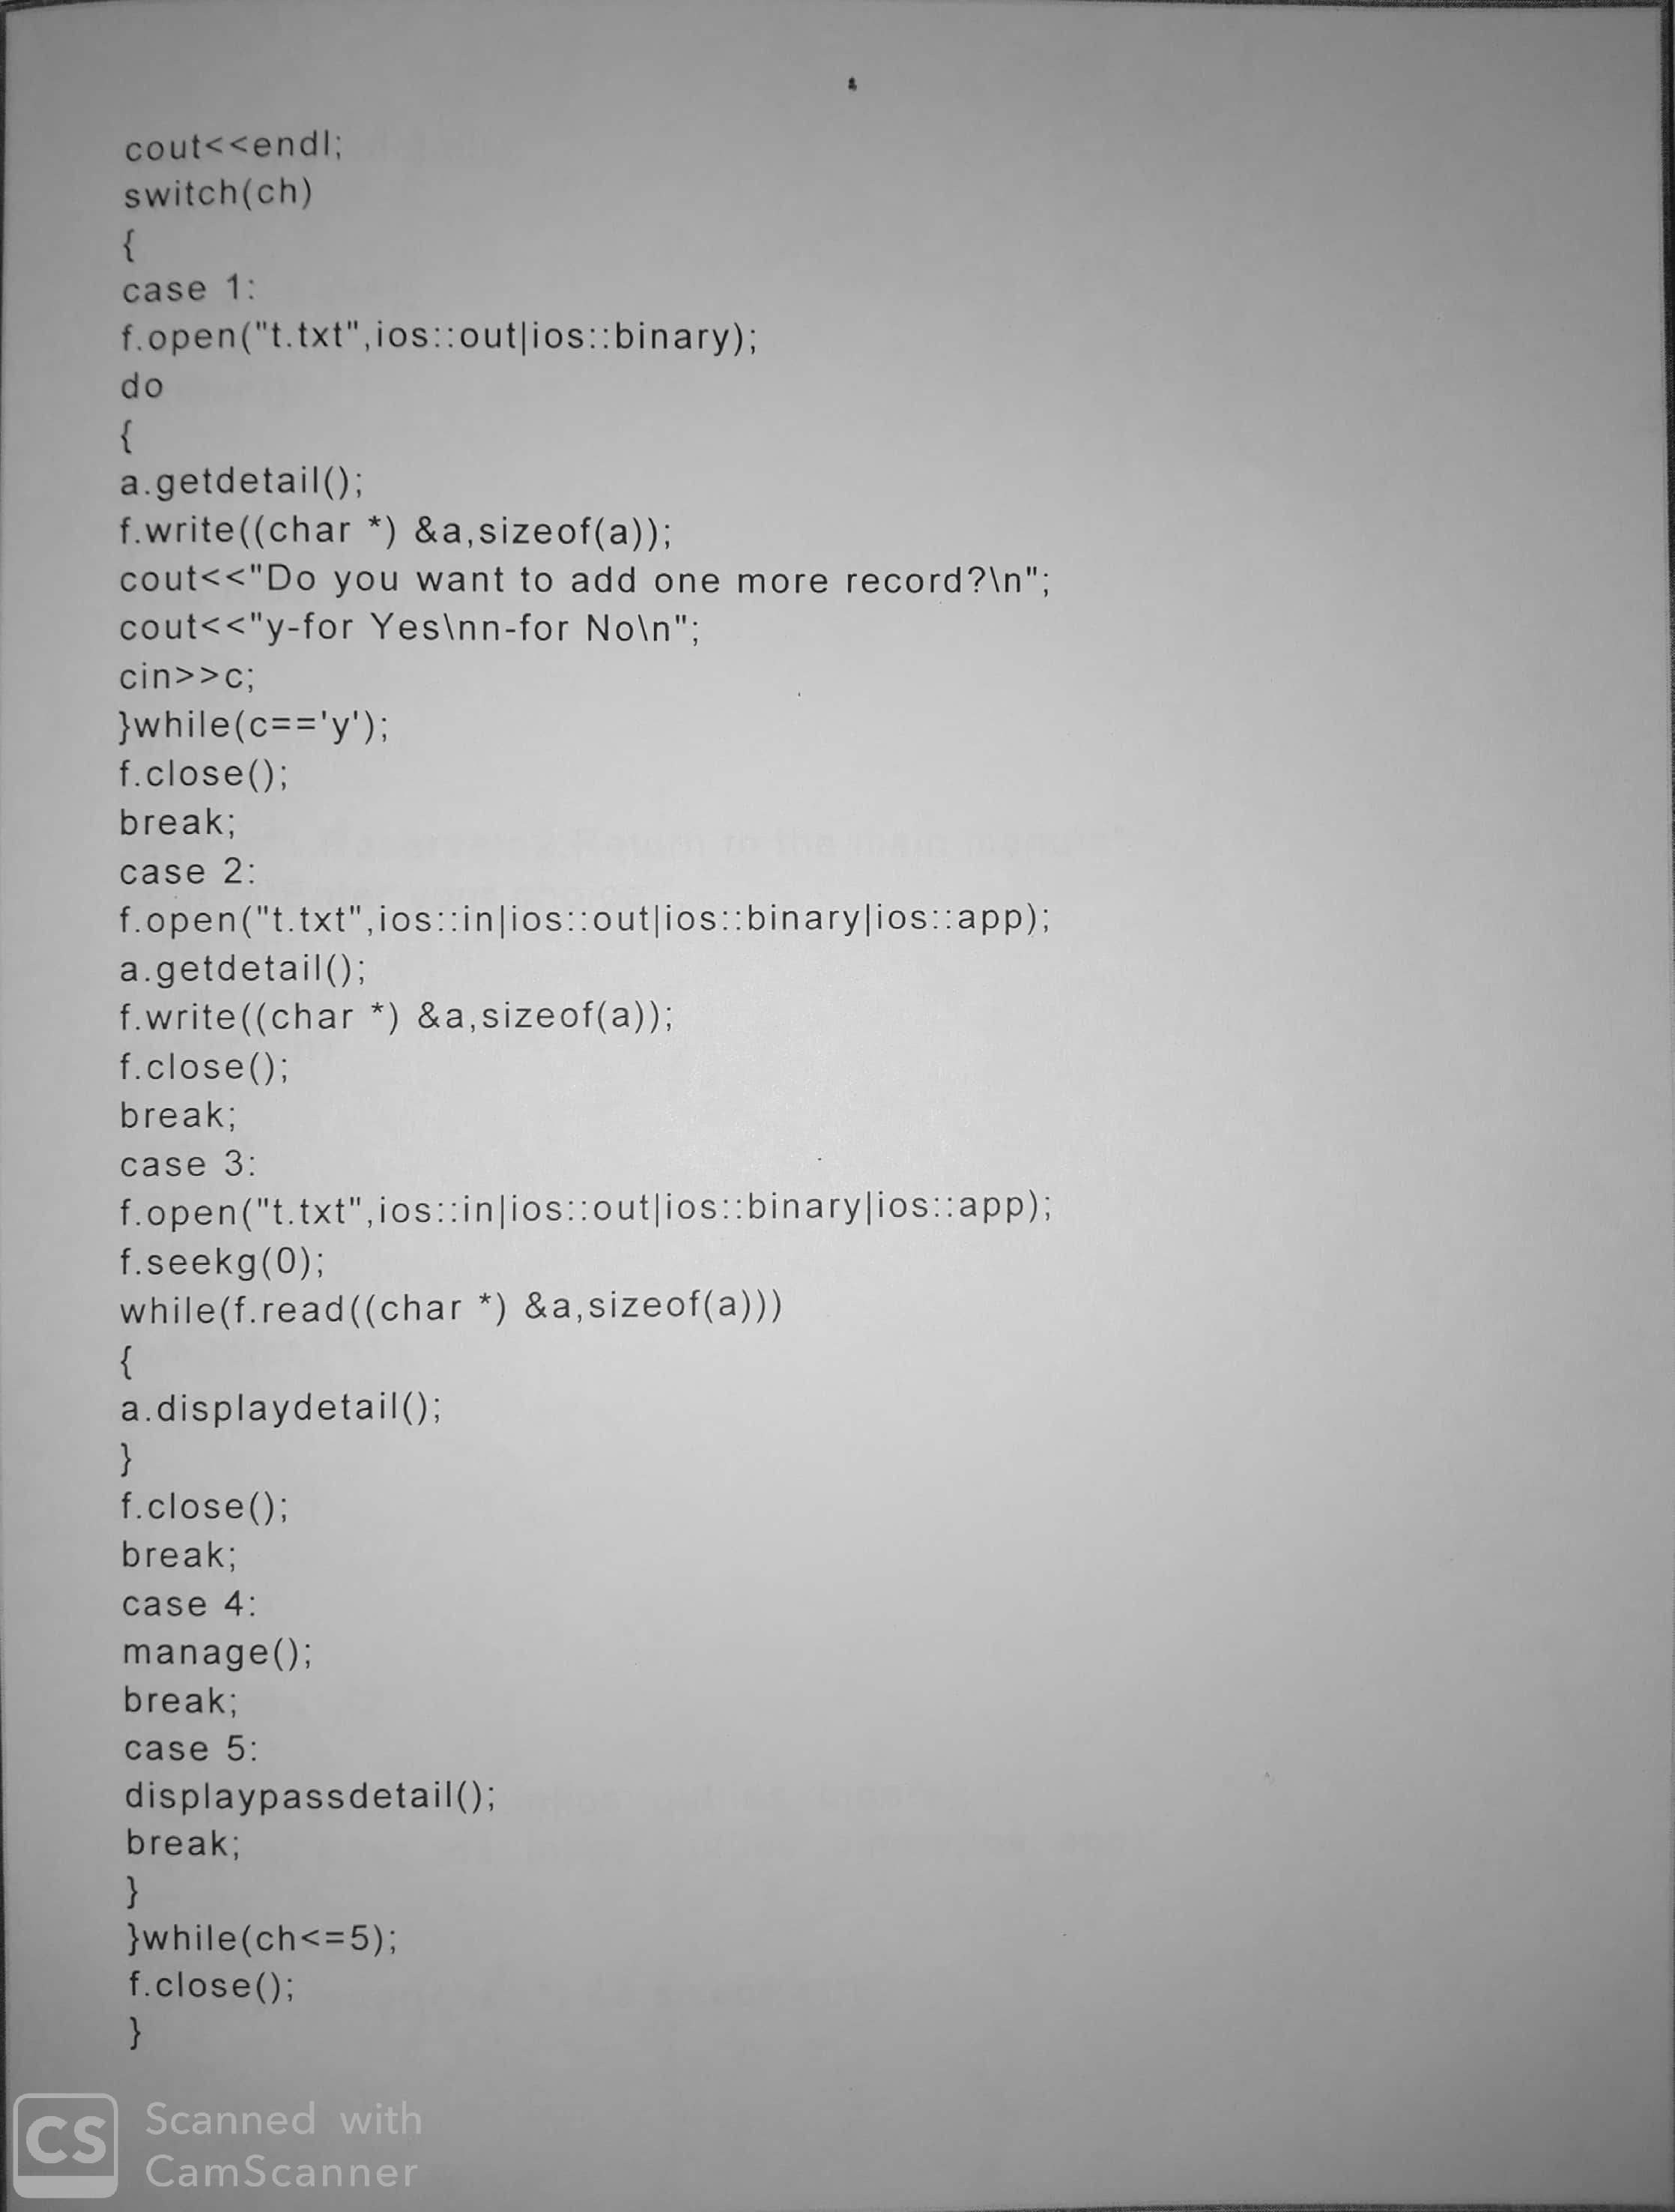 cout<<endl;
switch(ch)
{
case 1:
f.open("t.txt",ios::out|ios::binary);
do
{
a.getdetail();
f.write((char *) &a,sizeof(a));
cout<<"Do you want to add one more record?\n";
cout<<"y-for Yes\nn-for No\n";
cin>>c;
}while(c=='y');
f.close();
break;
case 2:
f.open("t.txt",ios::in|ios::out|ios::binary|ios::app);
a.getdetail();
f.write((char *) &a,sizeof(a));
f.close();
break;
case 3:
f.open("t.txt",ios::in|ios::out|ios::binary|ios::app);
f.seekg(0);
while(f.read((char *) &a,sizeof(a)))
{
a.displaydetail();
}
f.close();
break;
case 4:
manage();
break;
case 5:
displaypassdetail();
break;
}
}while(ch<=5);
f.close();
}
CS Scanned with
CamScanner